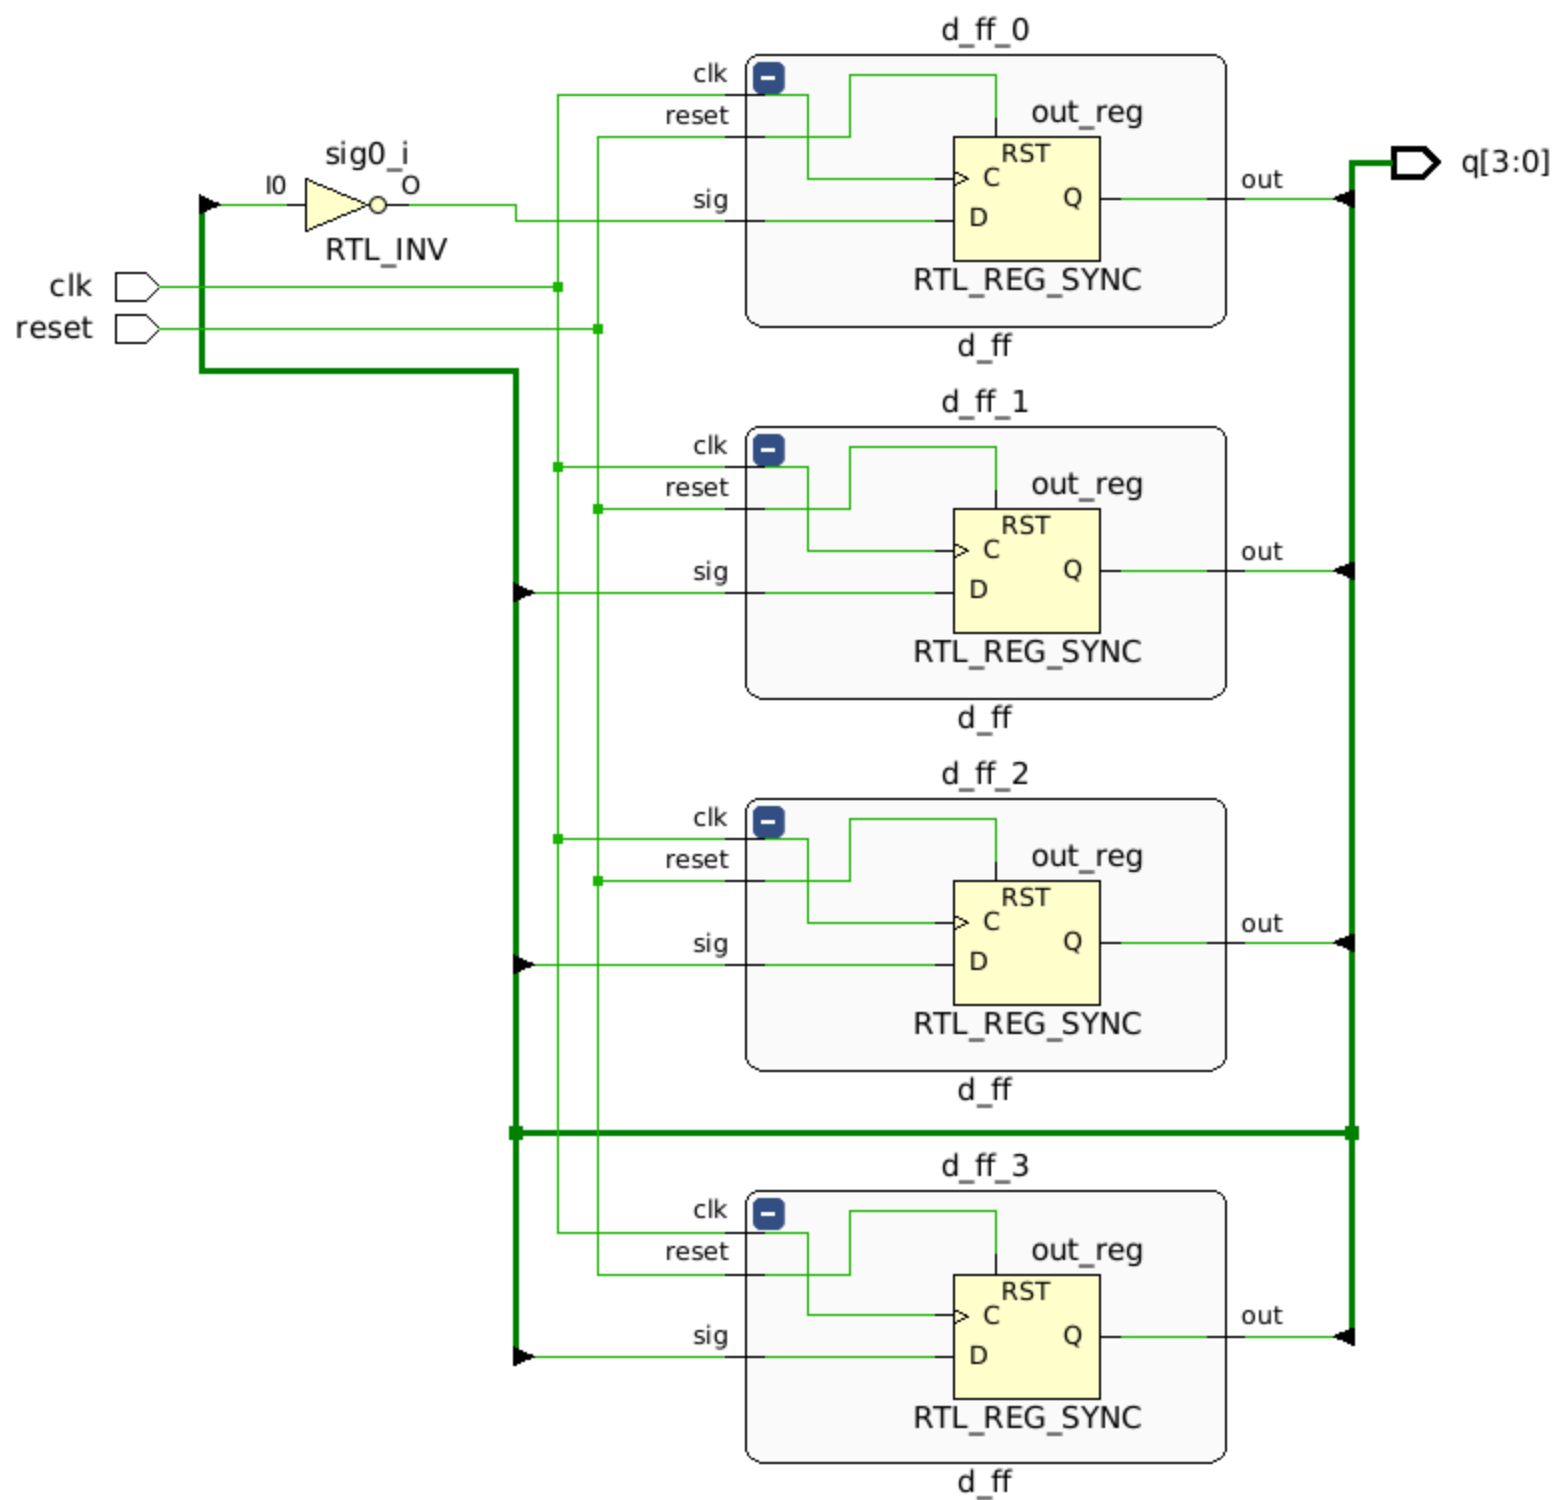 d_ff_0
clk
reset
out_reg
RST
C
sig
D
Q
out
RTL_REG_SYNC
d_ff
q[3:0]
sig0_i
I0
O
RTL_INV
clk
reset
d_ff_1
clk
reset
out_reg
RST
C
sig
D
Q
out
RTL_REG_SYNC
d_ff
d_ff_2
clk
reset
out_reg
RST
C
sig
D
Q
out
RTL_REG_SYNC
d_ff
d_ff_3
clk
reset
out_reg
RST
C
sig
D
Q
out
RTL_REG_SYNC
d_ff